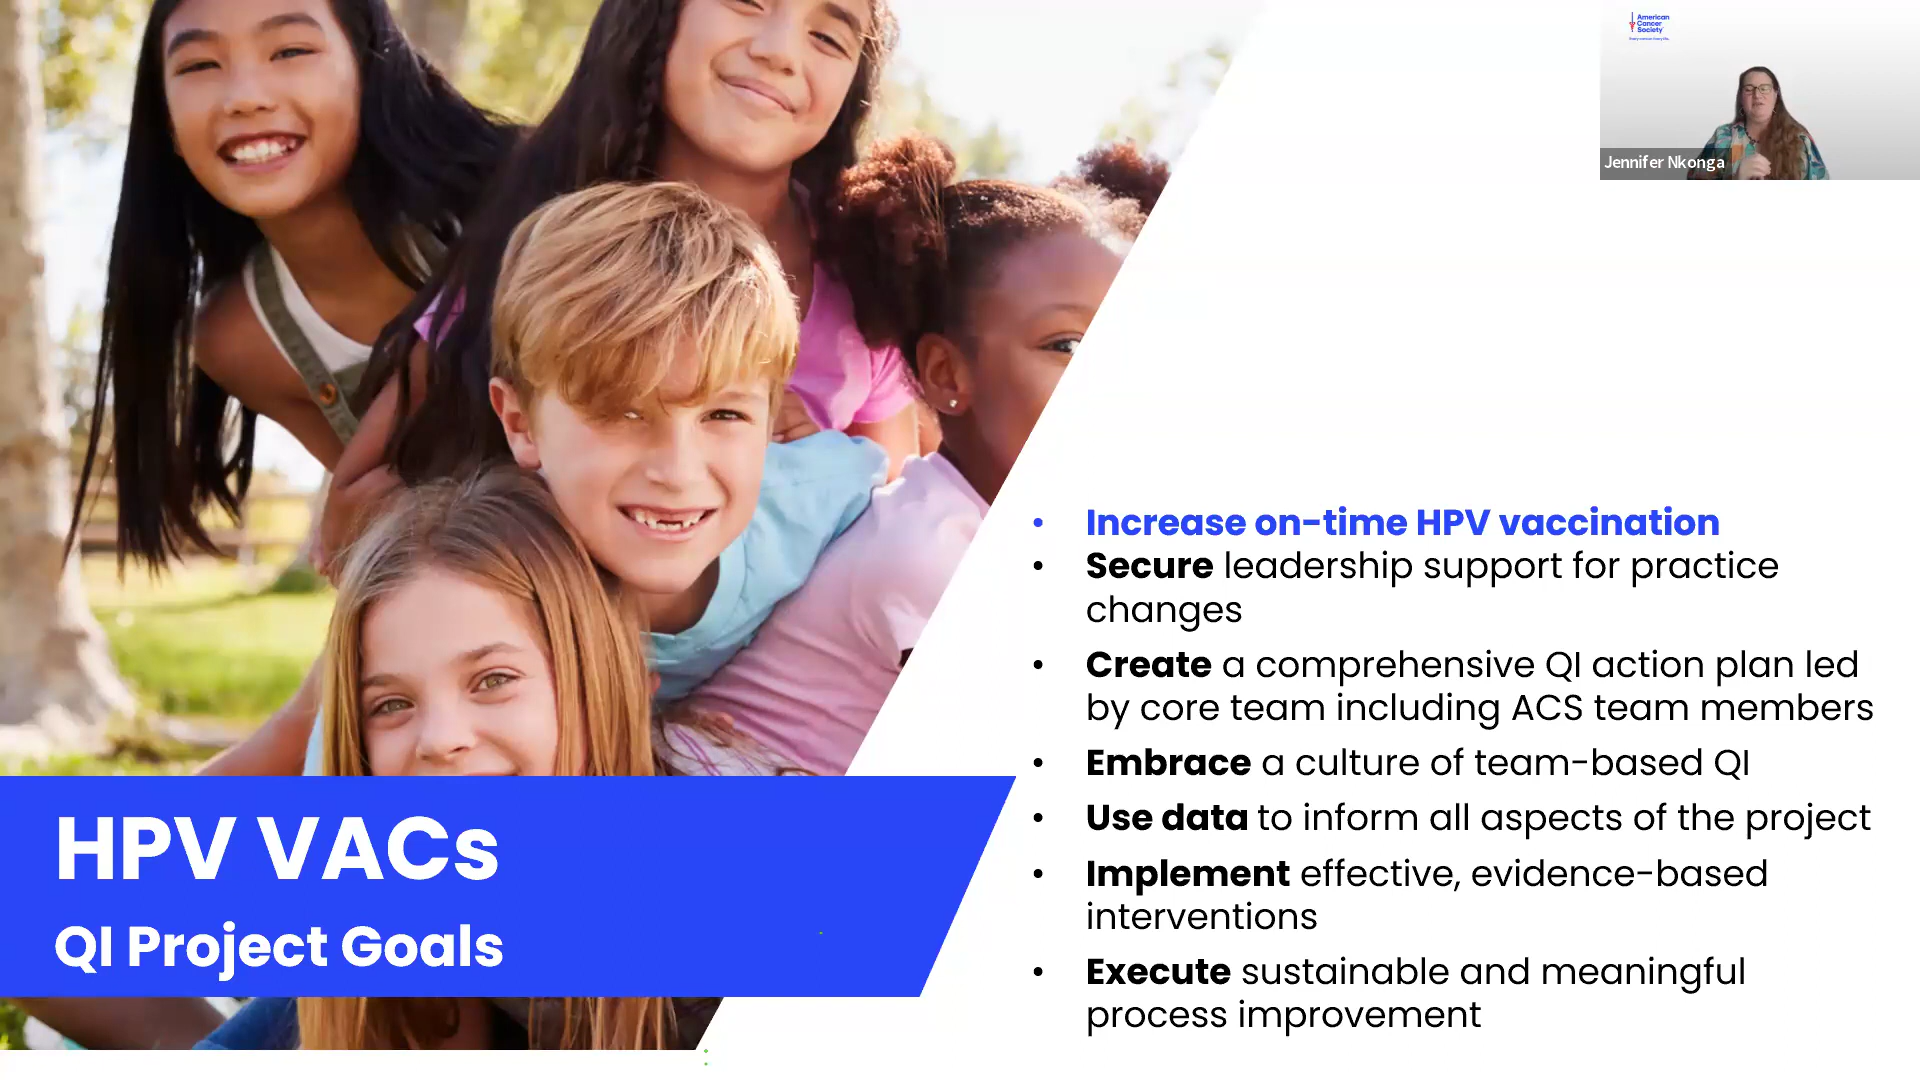 American
Cancer
Society
Jennifer Nkonga
• Increase on-time HPV vaccination
• Secure leadership support for practice
changes
• Create a comprehensive QI action plan led
by core team including ACS team members
• Embrace a culture of team-based QI
• Use data to inform all aspects of the project
• Implement effective, evidence-based
interventions
• Execute sustainable and meaningful
process improvement
HPV VACs
QI Project Goals